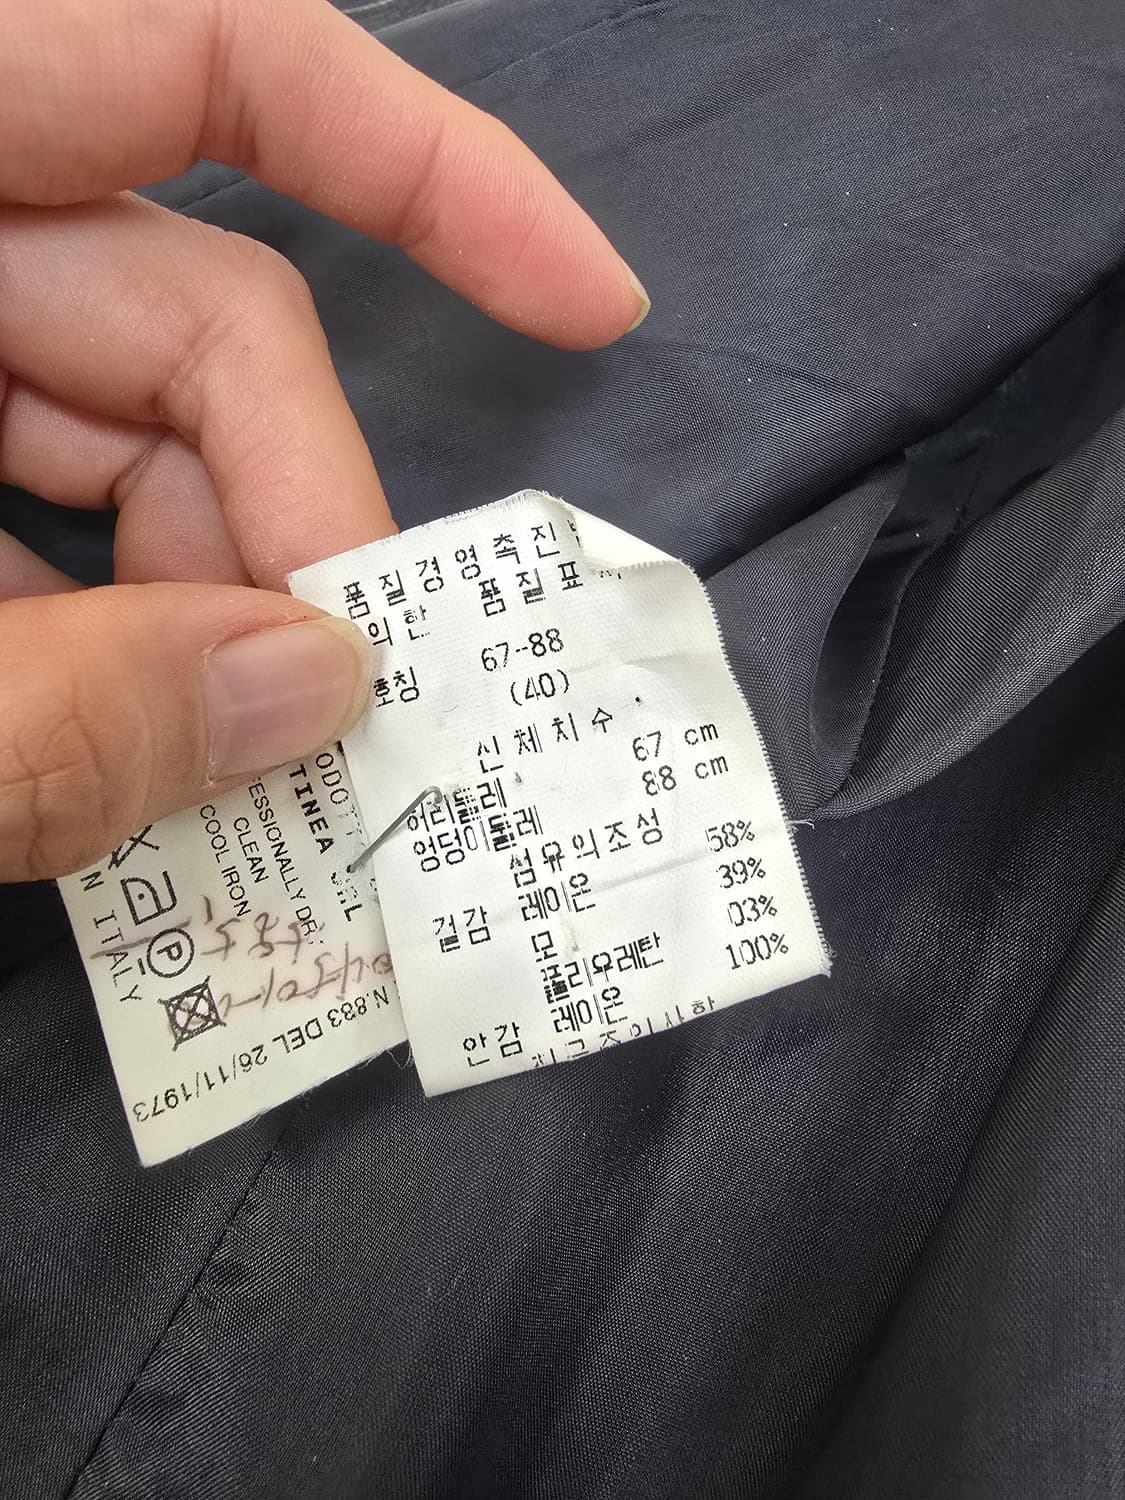 품질경영촉진
의한 품질표
호칭 67-88
(40)
신체치수
허리둘레 67 cm
엉덩이둘레 88 cm
섬유의조성
겉감 레이온 58%
모 39%
폴리우레탄 03%
안감 레이온 100%
TINEA
FESSIONALLY DRY
CLEAN
COOL IRON
N ITALY
P
N.883 DEL 26/11/1973